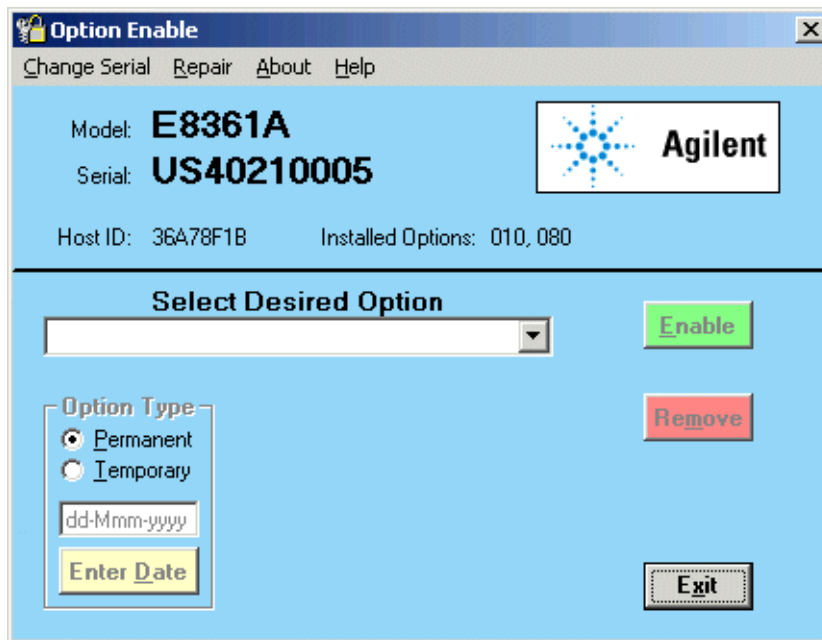 Option Enable
Change Serial Repair About Help
Model: E8361A
Serial: US40210005
Agilent
Host ID: 36A78F1B Installed Options: 010, 080
Select Desired Option
Enable
Option Type
Permanent
Temporary
dd-Mmm-yyyy
Enter Date
Remove
Exit